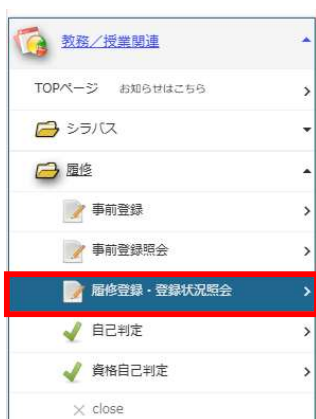 教務／授業関連
TOPページ お知らせはこちら
シラバス
履修
事前登録
事前登録照会
履修登録・登録状況照会
自己判定
資格自己判定
× close